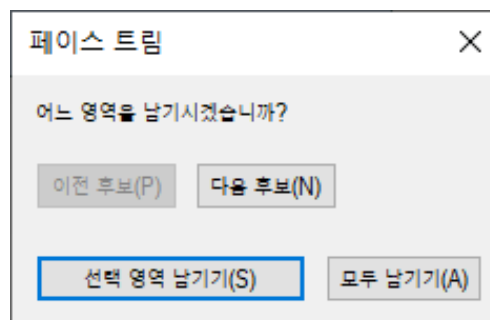 페이스 트림
어느 영역을 남기시겠습니까?
이전 후보(P) 다음 후보(N)
선택 영역 남기기(S) 모두 남기기(A)